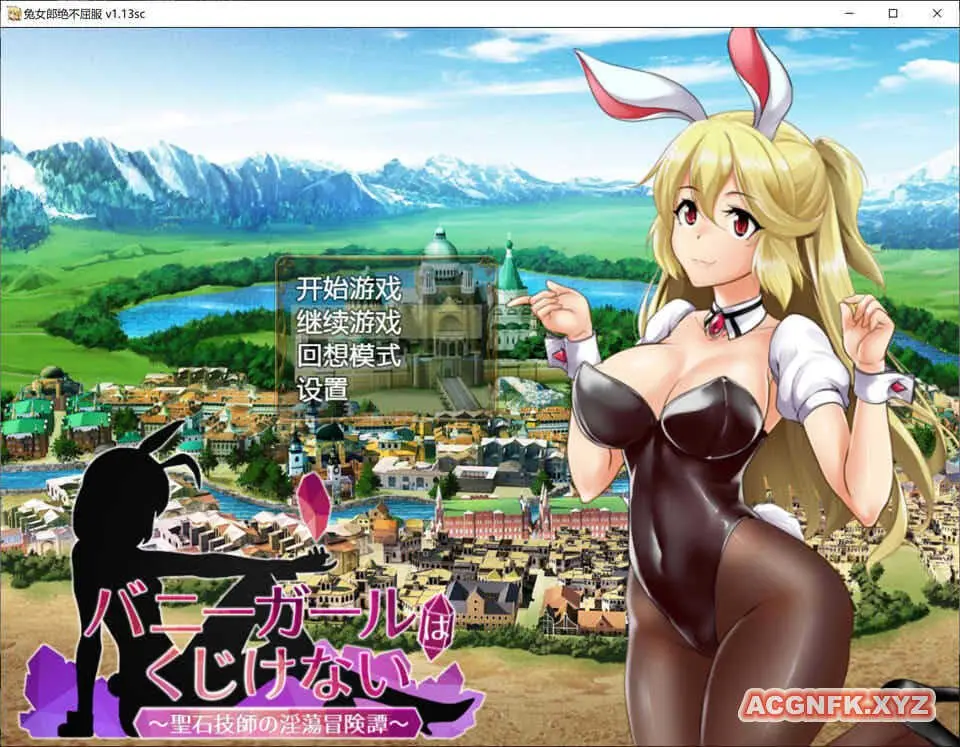 兔女郎绝不屈服 v1.13sc
开始游戏
继续游戏
回想模式
设置
バニーガールは
くじけない
～聖石技師の淫蕩冒険譚～
ACGNFK.XYZ